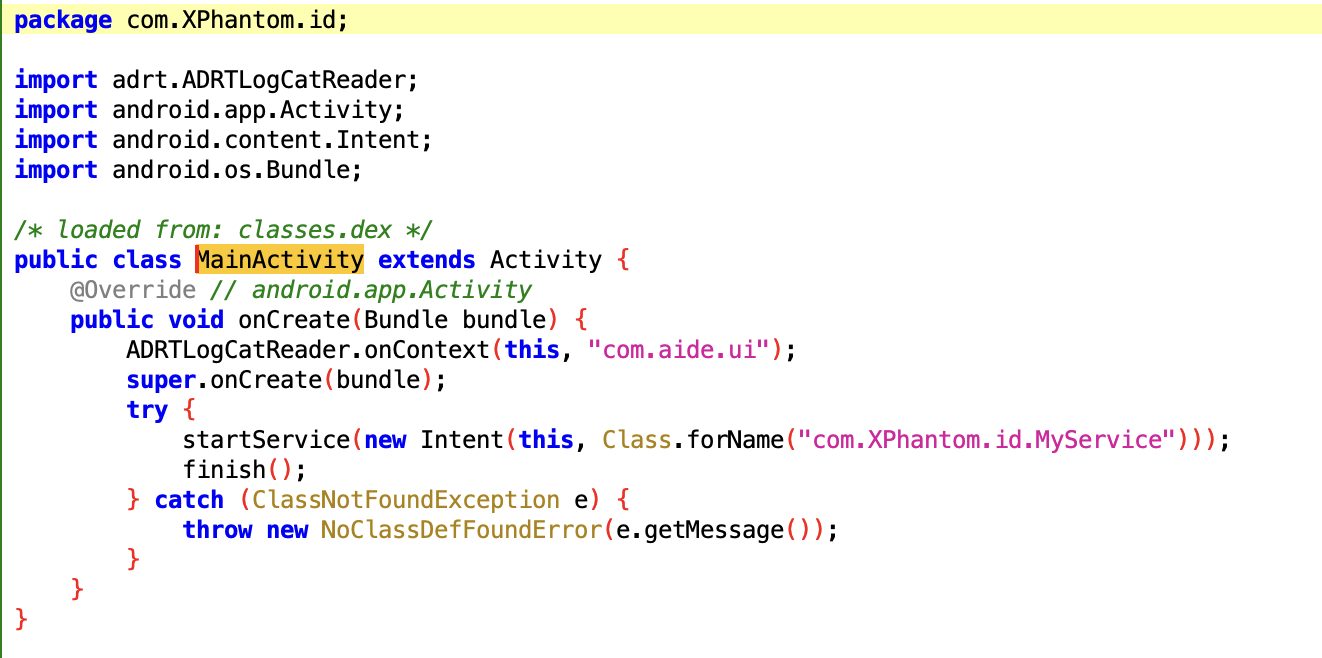 package com.XPhantom.id;
import adrt.ADRTLogCatReader;
import android.app.Activity;
import android.content.Intent;
import android.os.Bundle;
/* loaded from: classes.dex */
public class MainActivity extends Activity {
    @Override // android.app.Activity
    public void onCreate(Bundle bundle) {
        ADRTLogCatReader.onContext(this, "com.aide.ui");
        super.onCreate(bundle);
        try {
            startService(new Intent(this, Class.forName("com.XPhantom.id.MyService")));
            finish();
        } catch (ClassNotFoundException e) {
            throw new NoClassDefFoundError(e.getMessage());
        }
    }
}